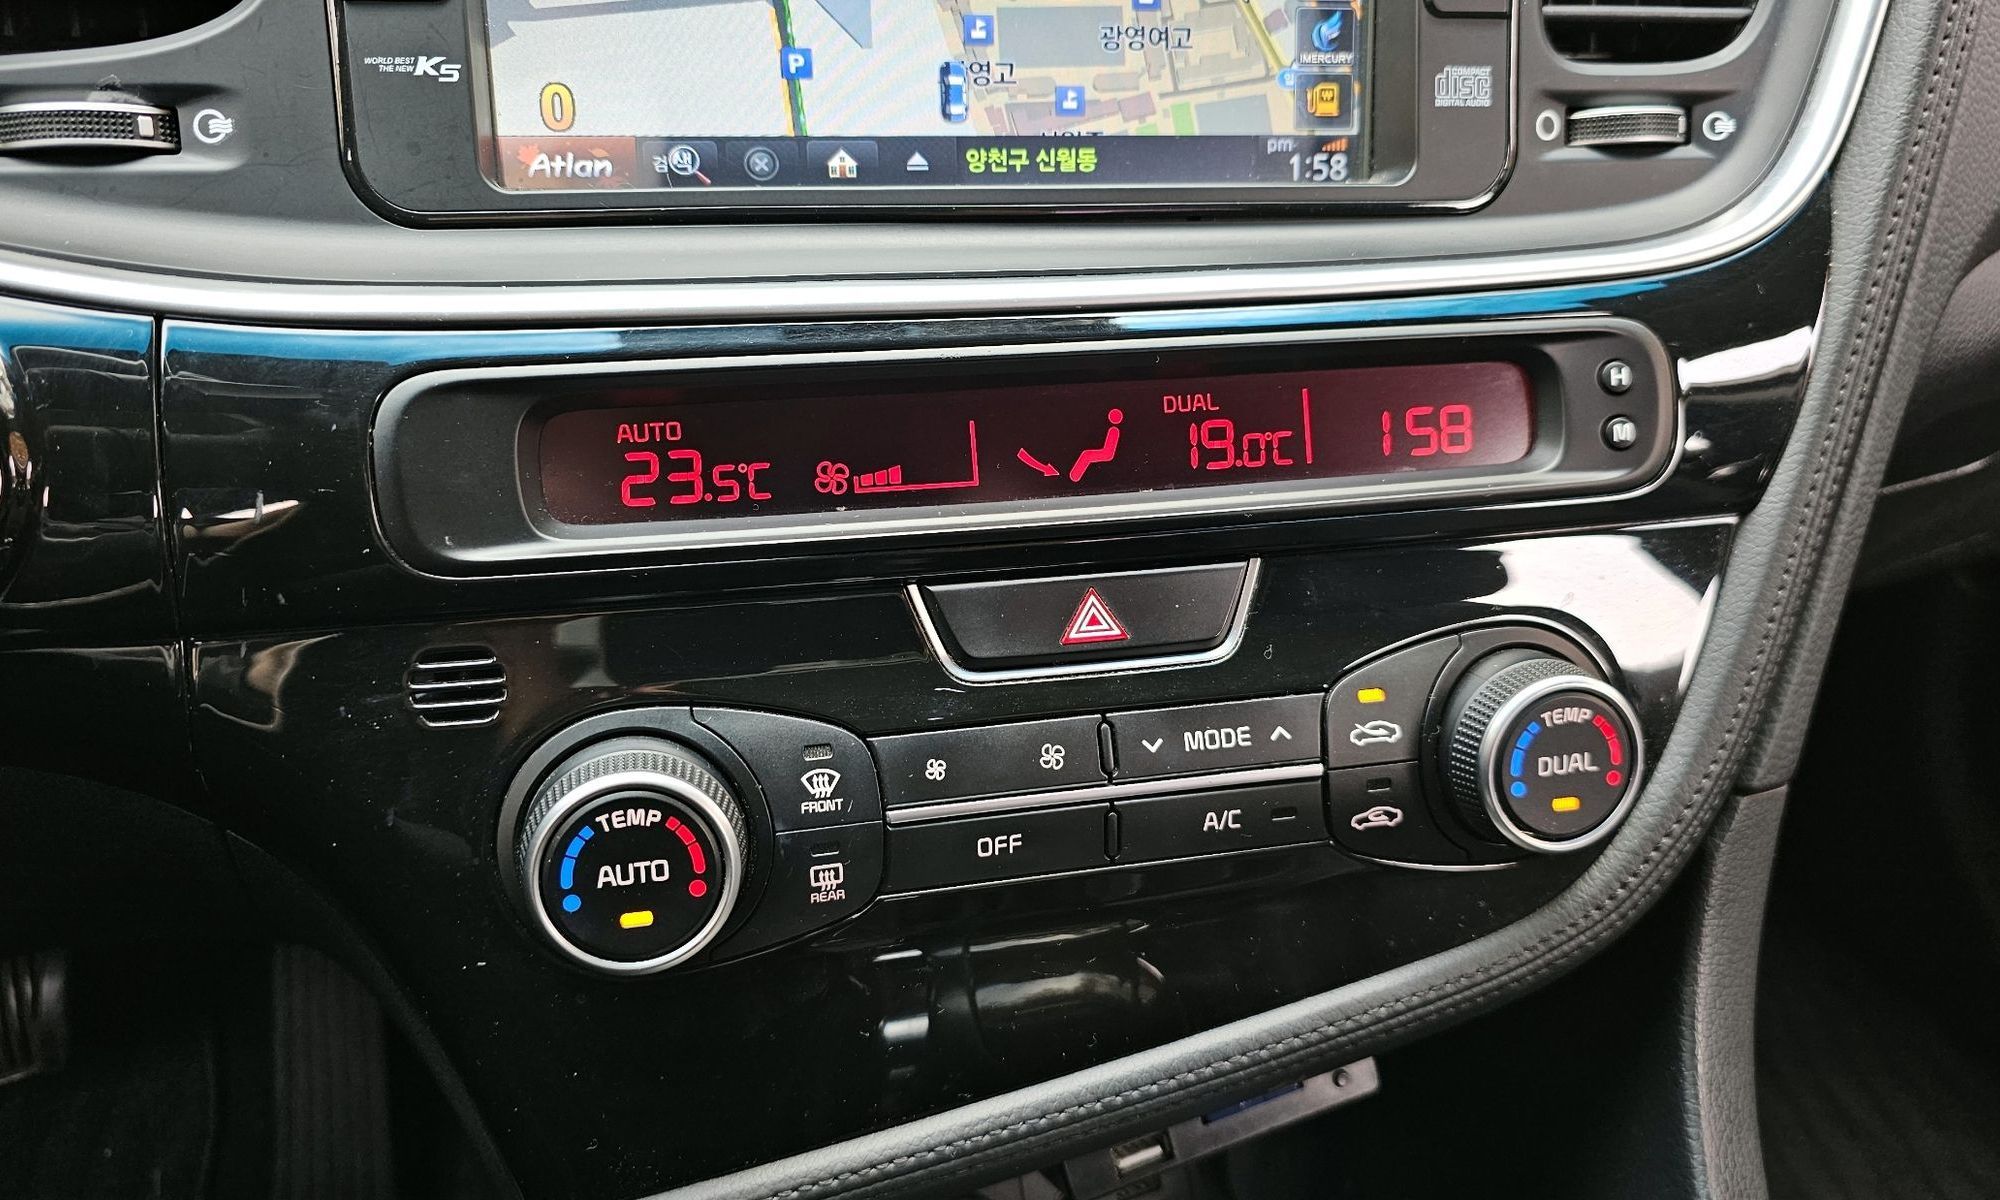 WORLD BEST
THE NEW K5
광영여고
영고
P
0
IMERCURY
COMPACT
disc
DIGITAL AUDIO
Atlan
검색
양천구 신월동
pm
1:58
AUTO
23.5℃
DUAL
19.0℃
1 58
H
M
TEMP
AUTO
FRONT
REAR
MODE
OFF
A/C
TEMP
DUAL